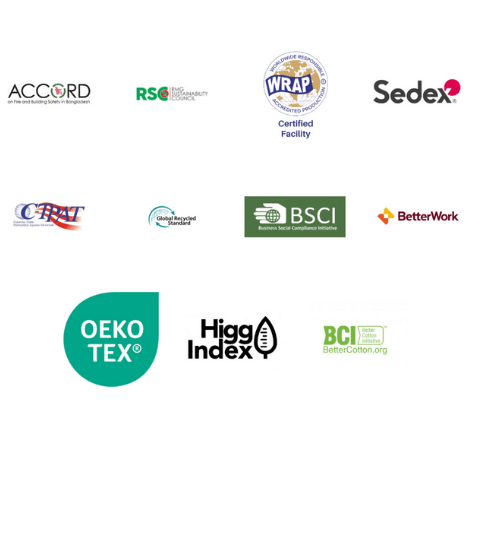 ACCORD
on Fire and Building Safety in Bangladesh
RSC
RMG
SUSTAINABILITY
COUNCIL
WORLDWIDE RESPONSIBLE
WRAP
ACCREDITED PRODUCTION
Certified
Facility
Sedex®
CTPAT
Global Recycled
Standard
BSCI
Business Social Compliance Initiative
BetterWork
OEKO
TEX®
Higg
Index
BCI
Better
Cotton
Initiative
BetterCotton.org